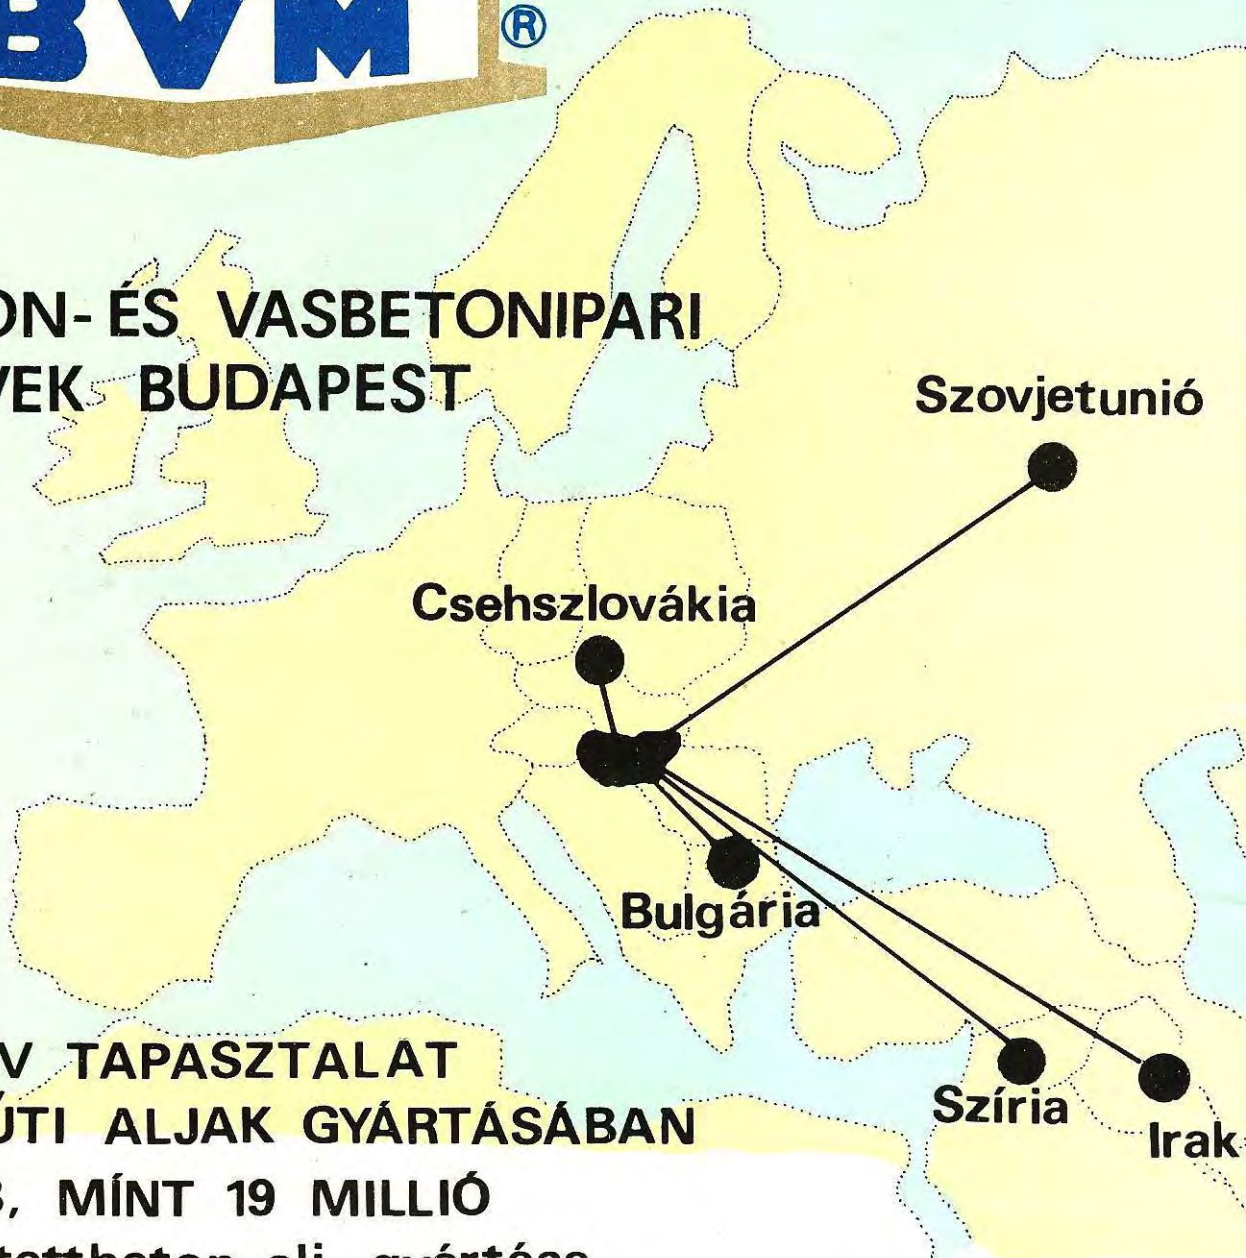 BVM ®
ON- ÉS VASBETONIPARI
VEK BUDAPEST
Szovjetunió
Csehszlovákia
Bulgária
Szíria
Irak
V TAPASZTALAT
ÚTI ALJAK GYÁRTÁSÁBAN
, MÍNT 19 MILLIÓ